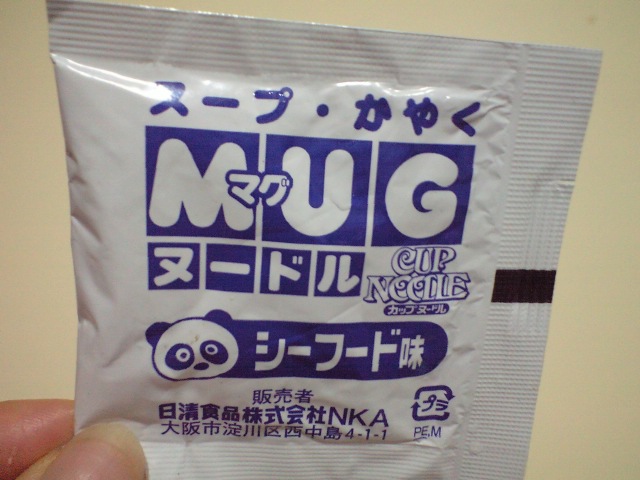 スープ・かやく
MUG
マグ
ヌードル
CUP
NOODLE
カップヌードル
シーフード味
販売者
日清食品株式会社NKA
大阪市淀川区西中島4-1-1
プラ
PE,M